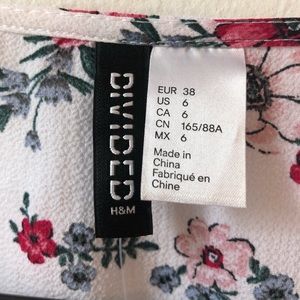 DIVIDED
H&M
EUR 38
US 6
CA 6
CN 165/88A
MX 6
Made in
China
Fabriqué en
Chine